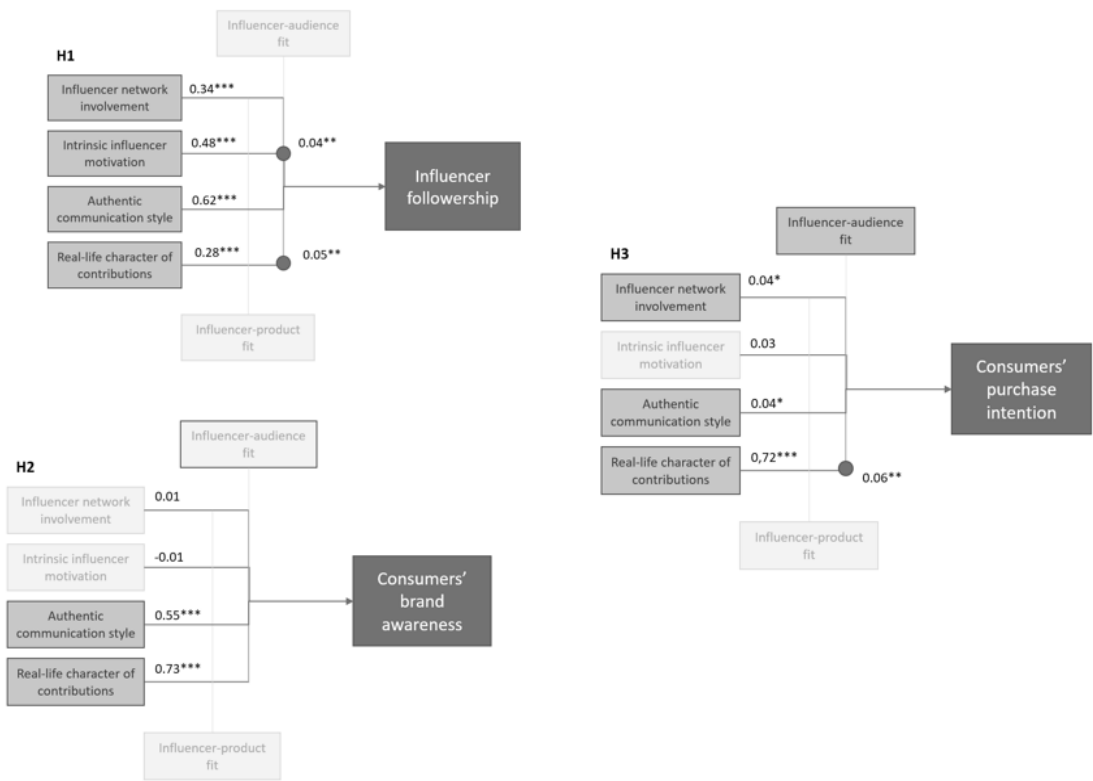 Influencer-audience
fit
H1
Influencer network
involvement
0.34***
Intrinsic influencer
motivation
0.48***
0.04**
Authentic
communication style
0.62***
Real-life character of
contributions
0.28***
0.05**
Influencer
followership
Influencer-product
fit
Influencer-audience
fit
H2
Influencer network
involvement
0.01
Intrinsic influencer
motivation
-0.01
Authentic
communication style
0.55***
Real-life character of
contributions
0.73***
Consumers'
brand
awareness
Influencer-product
fit
Influencer-audience
fit
H3
Influencer network
involvement
0.04*
Intrinsic influencer
motivation
0.03
Authentic
communication style
0.04*
Real-life character of
contributions
0,72***
0.06**
Consumers'
purchase
intention
Influencer-product
fit